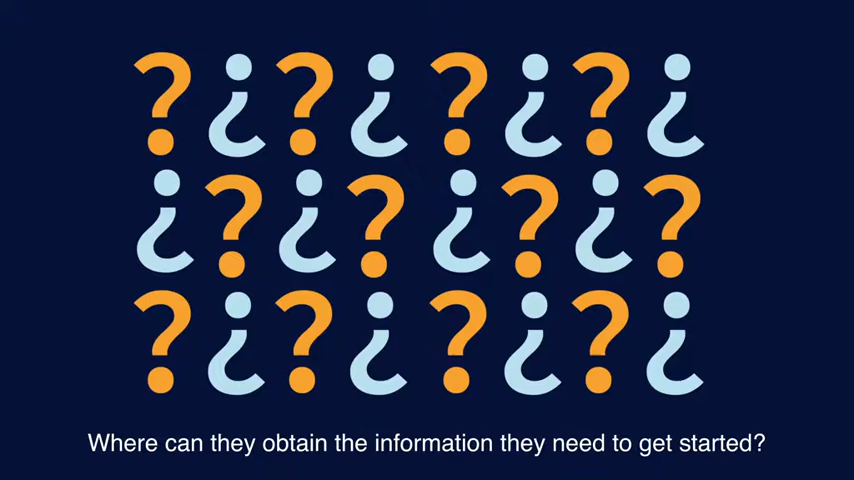 ? ¿ ? ¿ ? ¿ ? ¿
¿ ? ¿ ? ¿ ? ¿ ?
? ¿ ? ¿ ? ¿ ? ¿
Where can they obtain the information they need to get started?